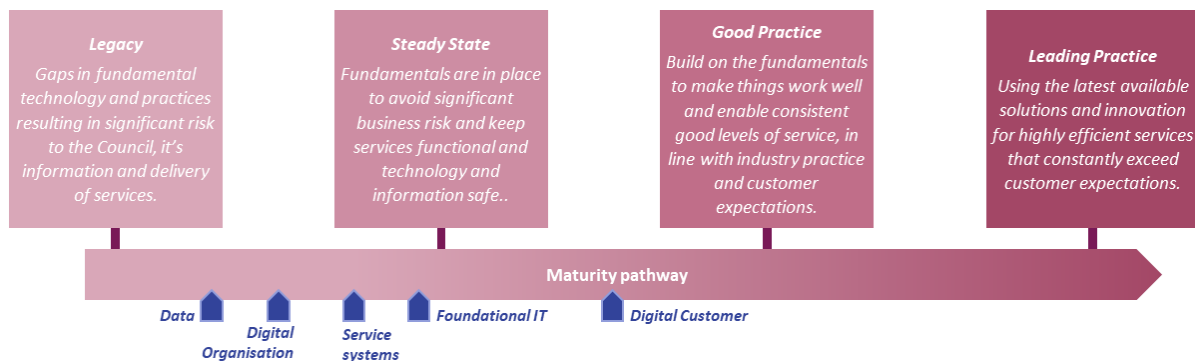 Legacy
Gaps in fundamental
technology and practices
resulting in significant risk
to the Council, it's
information and delivery
of services.
Steady State
Fundamentals are in place
to avoid significant
business risk and keep
services functional and
technology and
information safe..
Good Practice
Build on the fundamentals
to make things work well
and enable consistent
good levels of service, in
line with industry practice
and customer
expectations.
Leading Practice
Using the latest available
solutions and innovation
for highly efficient services
that constantly exceed
customer expectations.
Maturity pathway
Data
Digital
Organisation
Service
systems
Foundational IT
Digital Customer